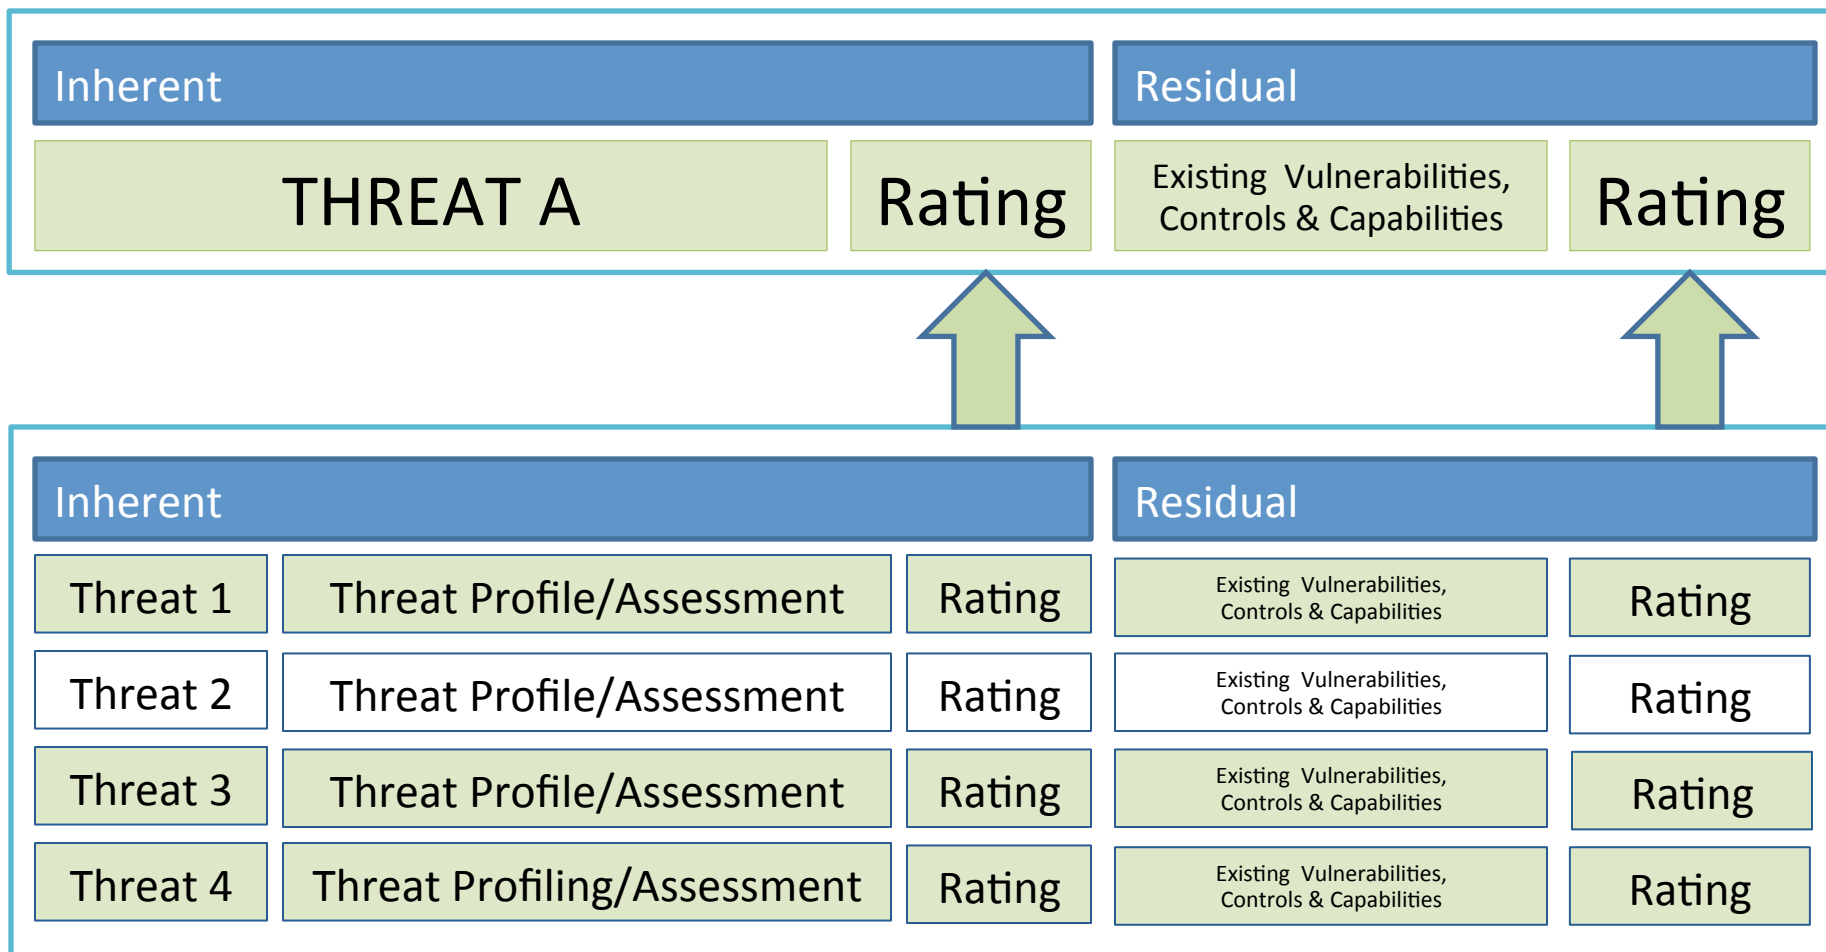 Inherent
Residual
THREAT A
Rating
Existing Vulnerabilities,
Controls & Capabilities
Rating
Inherent
Residual
Threat 1
Threat Profile/Assessment
Rating
Existing Vulnerabilities,
Controls & Capabilities
Rating
Threat 2
Threat Profile/Assessment
Rating
Existing Vulnerabilities,
Controls & Capabilities
Rating
Threat 3
Threat Profile/Assessment
Rating
Existing Vulnerabilities,
Controls & Capabilities
Rating
Threat 4
Threat Profiling/Assessment
Rating
Existing Vulnerabilities,
Controls & Capabilities
Rating